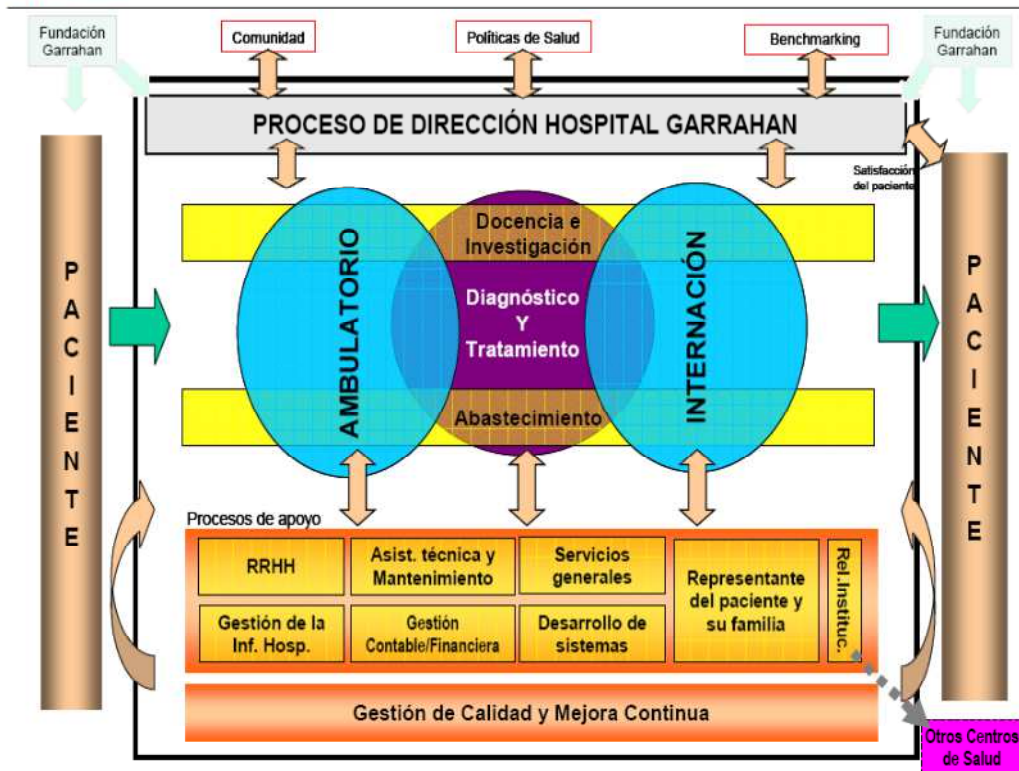 Fundación
Garrahan
Comunidad
Políticas de Salud
Benchmarking
Fundación
Garrahan
PROCESO DE DIRECCIÓN HOSPITAL GARRAHAN
Satisfacción
del paciente
PACIENTE
AMBULATORIO
Docencia e
Investigación
Diagnóstico
Y
Tratamiento
Abastecimiento
INTERNACIÓN
PACIENTE
Procesos de apoyo
RRHH
Asist. técnica y
Mantenimiento
Servicios
generales
Representante
del paciente y
su familia
Rel.Instituc.
Gestión de la
Inf. Hosp.
Gestión
Contable/Financiera
Desarrollo de
sistemas
Gestión de Calidad y Mejora Continua
Otros Centros
de Salud